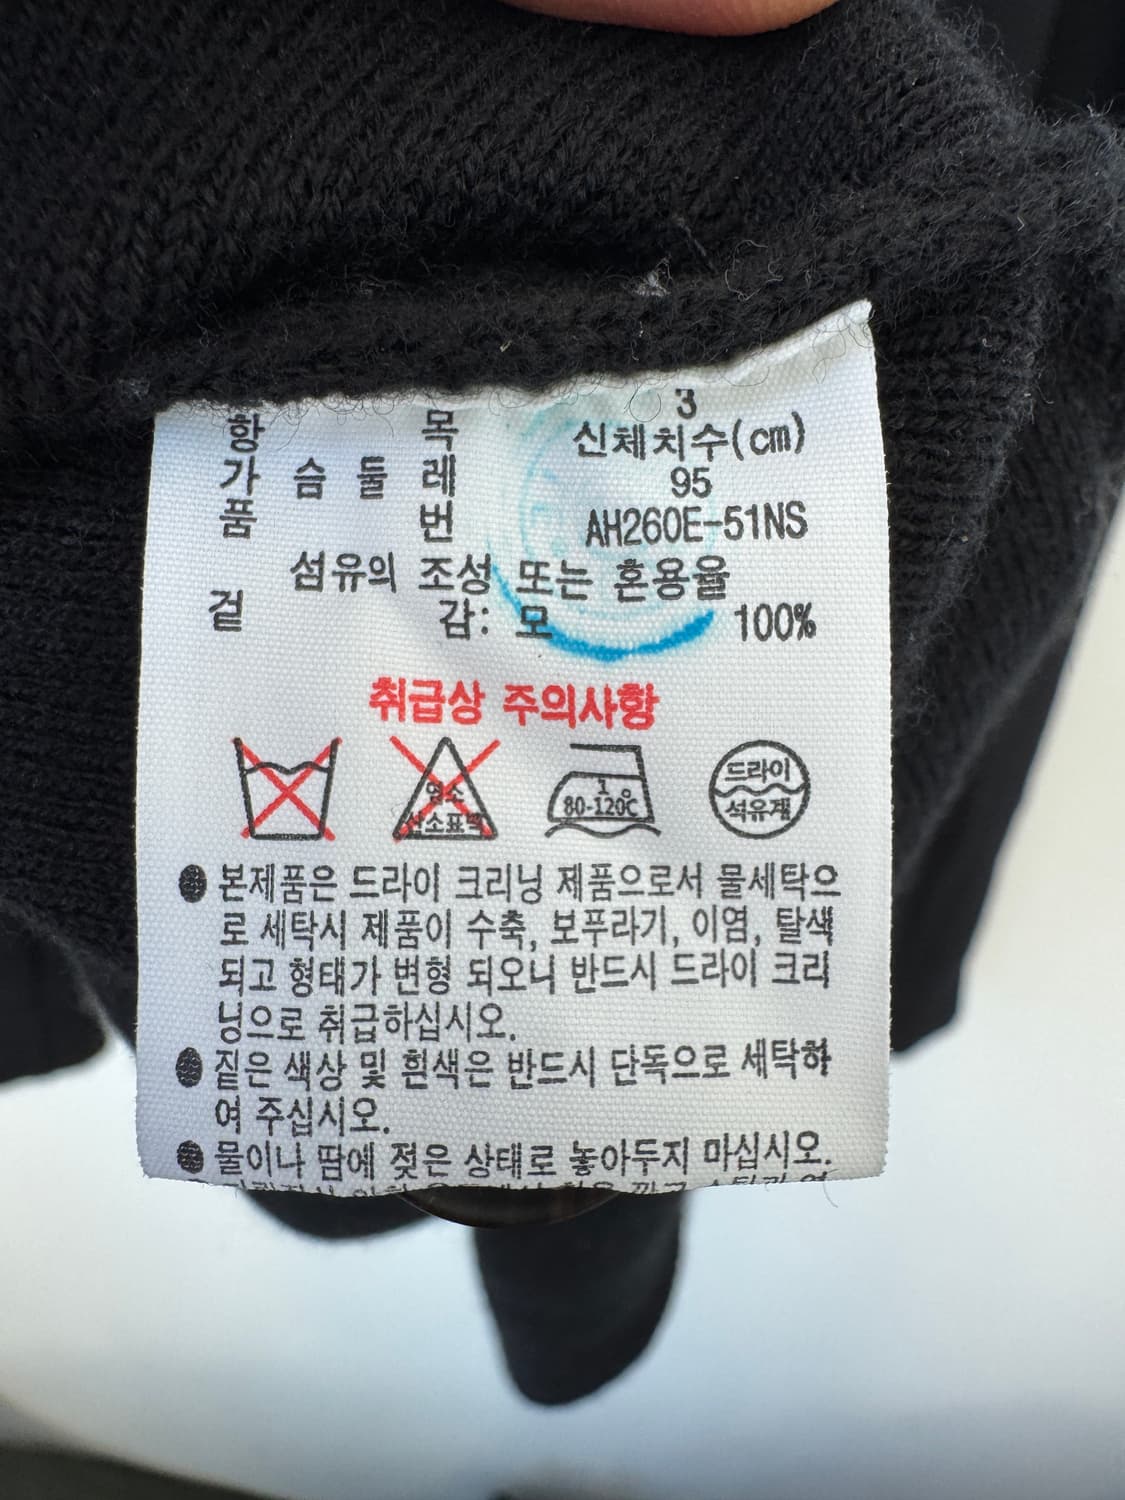 3
항 목 신체치수(cm)
가 슴 둘 레 95
품 번 AH260E-51NS
섬유의 조성 또는 혼용율
겉 감: 모 100%
취급상 주의사항
염소
산소표백
1
80-120℃
드라이
석유재
본제품은 드라이 크리닝 제품으로서 물세탁으
로 세탁시 제품이 수축, 보푸라기, 이염, 탈색
되고 형태가 변형 되오니 반드시 드라이 크리
닝으로 취급하십시오.
짙은 색상 및 흰색은 반드시 단독으로 세탁하
여 주십시오.
물이나 땀에 젖은 상태로 놓아두지 마십시오.